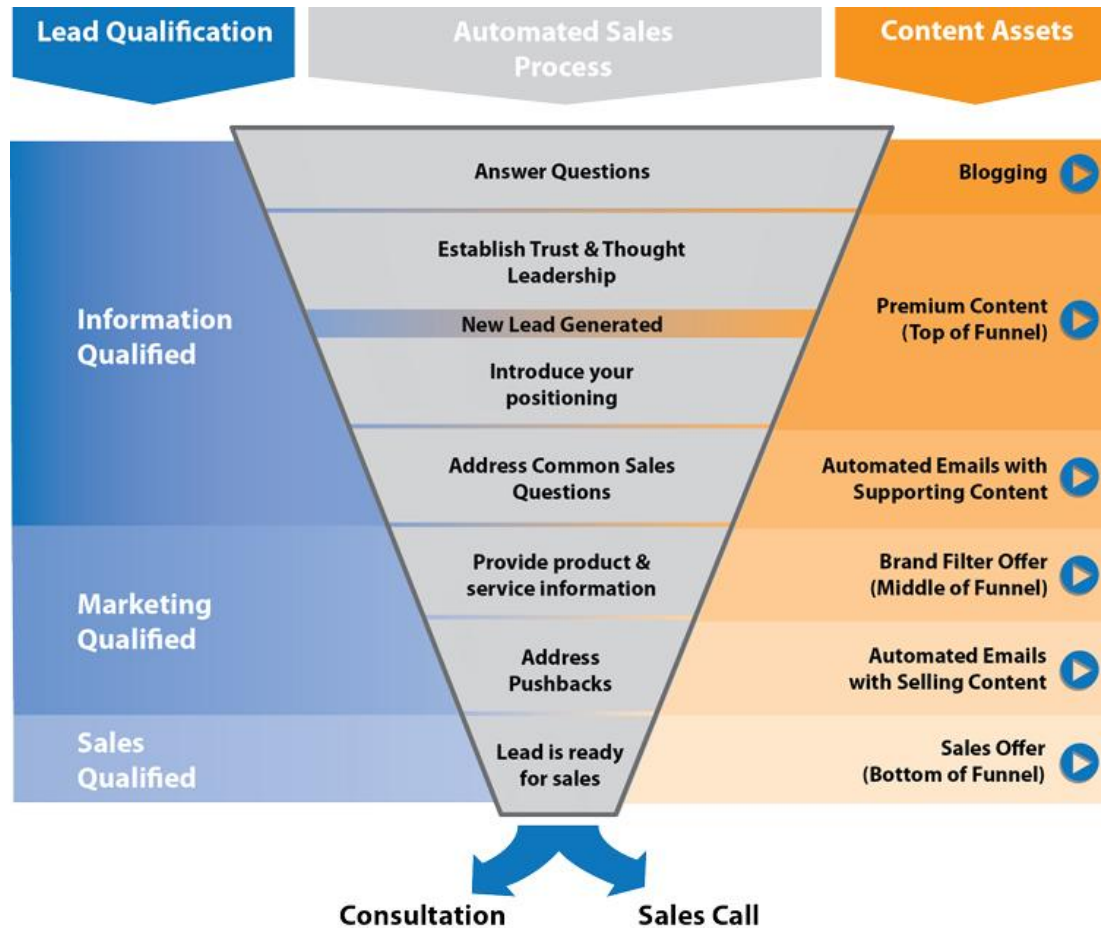 Lead Qualification
Automated Sales
Process
Content Assets
Answer Questions
Blogging
Establish Trust & Thought
Leadership
New Lead Generated
Introduce your
positioning
Information
Qualified
Premium Content
(Top of Funnel)
Address Common Sales
Questions
Automated Emails with
Supporting Content
Provide product &
service information
Brand Filter Offer
(Middle of Funnel)
Marketing
Qualified
Address
Pushbacks
Automated Emails
with Selling Content
Sales
Qualified
Lead is ready
for sales
Sales Offer
(Bottom of Funnel)
Consultation
Sales Call